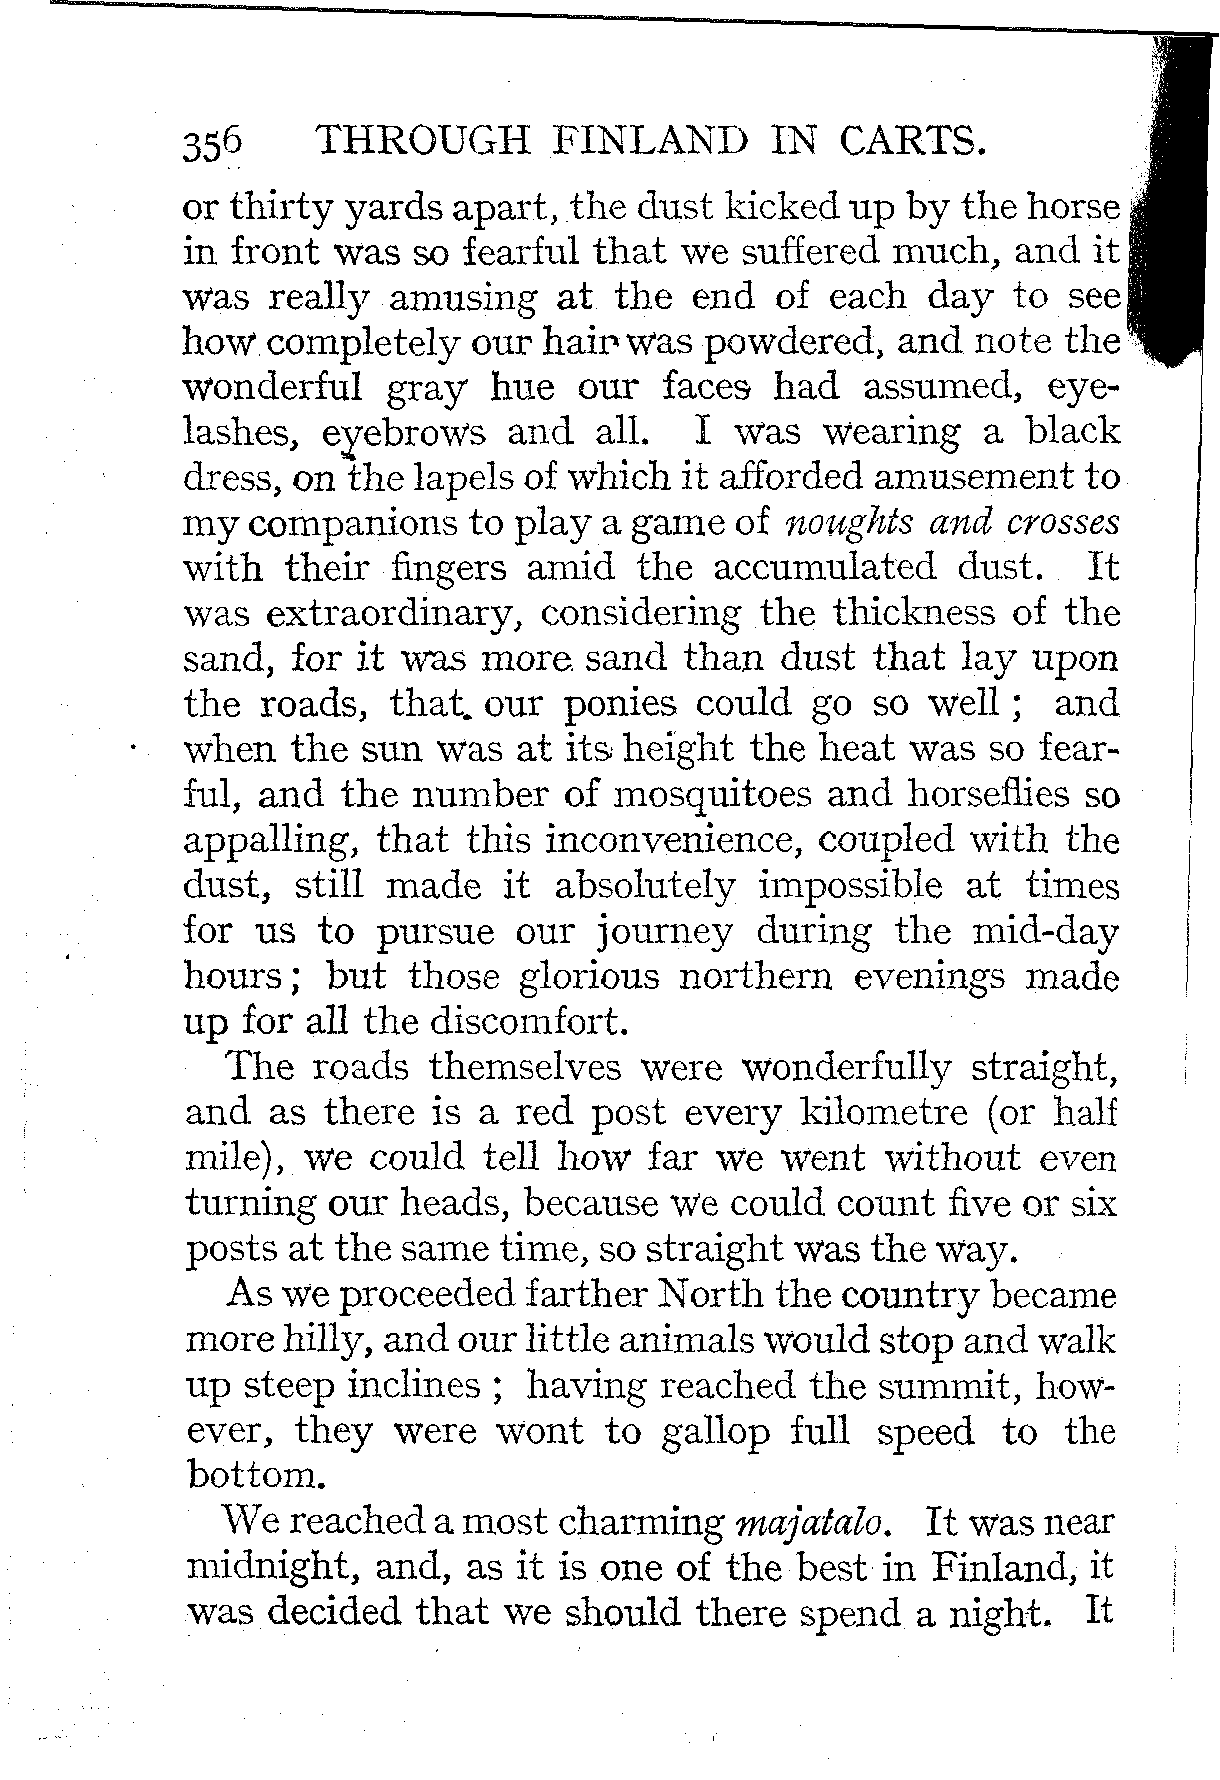 356 THROUGH FINLAND IN CARTS.
or thirty yards apart, the dust kicked up by the horse
in front was so fearful that we suffered much, and it
was really amusing at the end of each day to see
how completely our hair was powdered, and note the
wonderful gray hue our faces had assumed, eye-
lashes, eyebrows and all. I was wearing a black
dress, on the lapels of which it afforded amusement to
my companions to play a game of noughts and crosses
with their fingers amid the accumulated dust. It
was extraordinary, considering the thickness of the
sand, for it was more sand than dust that lay upon
the roads, that our ponies could go so well ; and
when the sun was at its height the heat was so fear-
ful, and the number of mosquitoes and horseflies so
appalling, that this inconvenience, coupled with the
dust, still made it absolutely impossible at times
for us to pursue our journey during the mid-day
hours ; but those glorious northern evenings made
up for all the discomfort.
The roads themselves were wonderfully straight,
and as there is a red post every kilometre (or half
mile), we could tell how far we went without even
turning our heads, because we could count five or six
posts at the same time, so straight was the way.
As we proceeded farther North the country became
more hilly, and our little animals would stop and walk
up steep inclines ; having reached the summit, how-
ever, they were wont to gallop full speed to the
bottom.
We reached a most charming majatalo. It was near
midnight, and, as it is one of the best in Finland, it
was decided that we should there spend a night. It